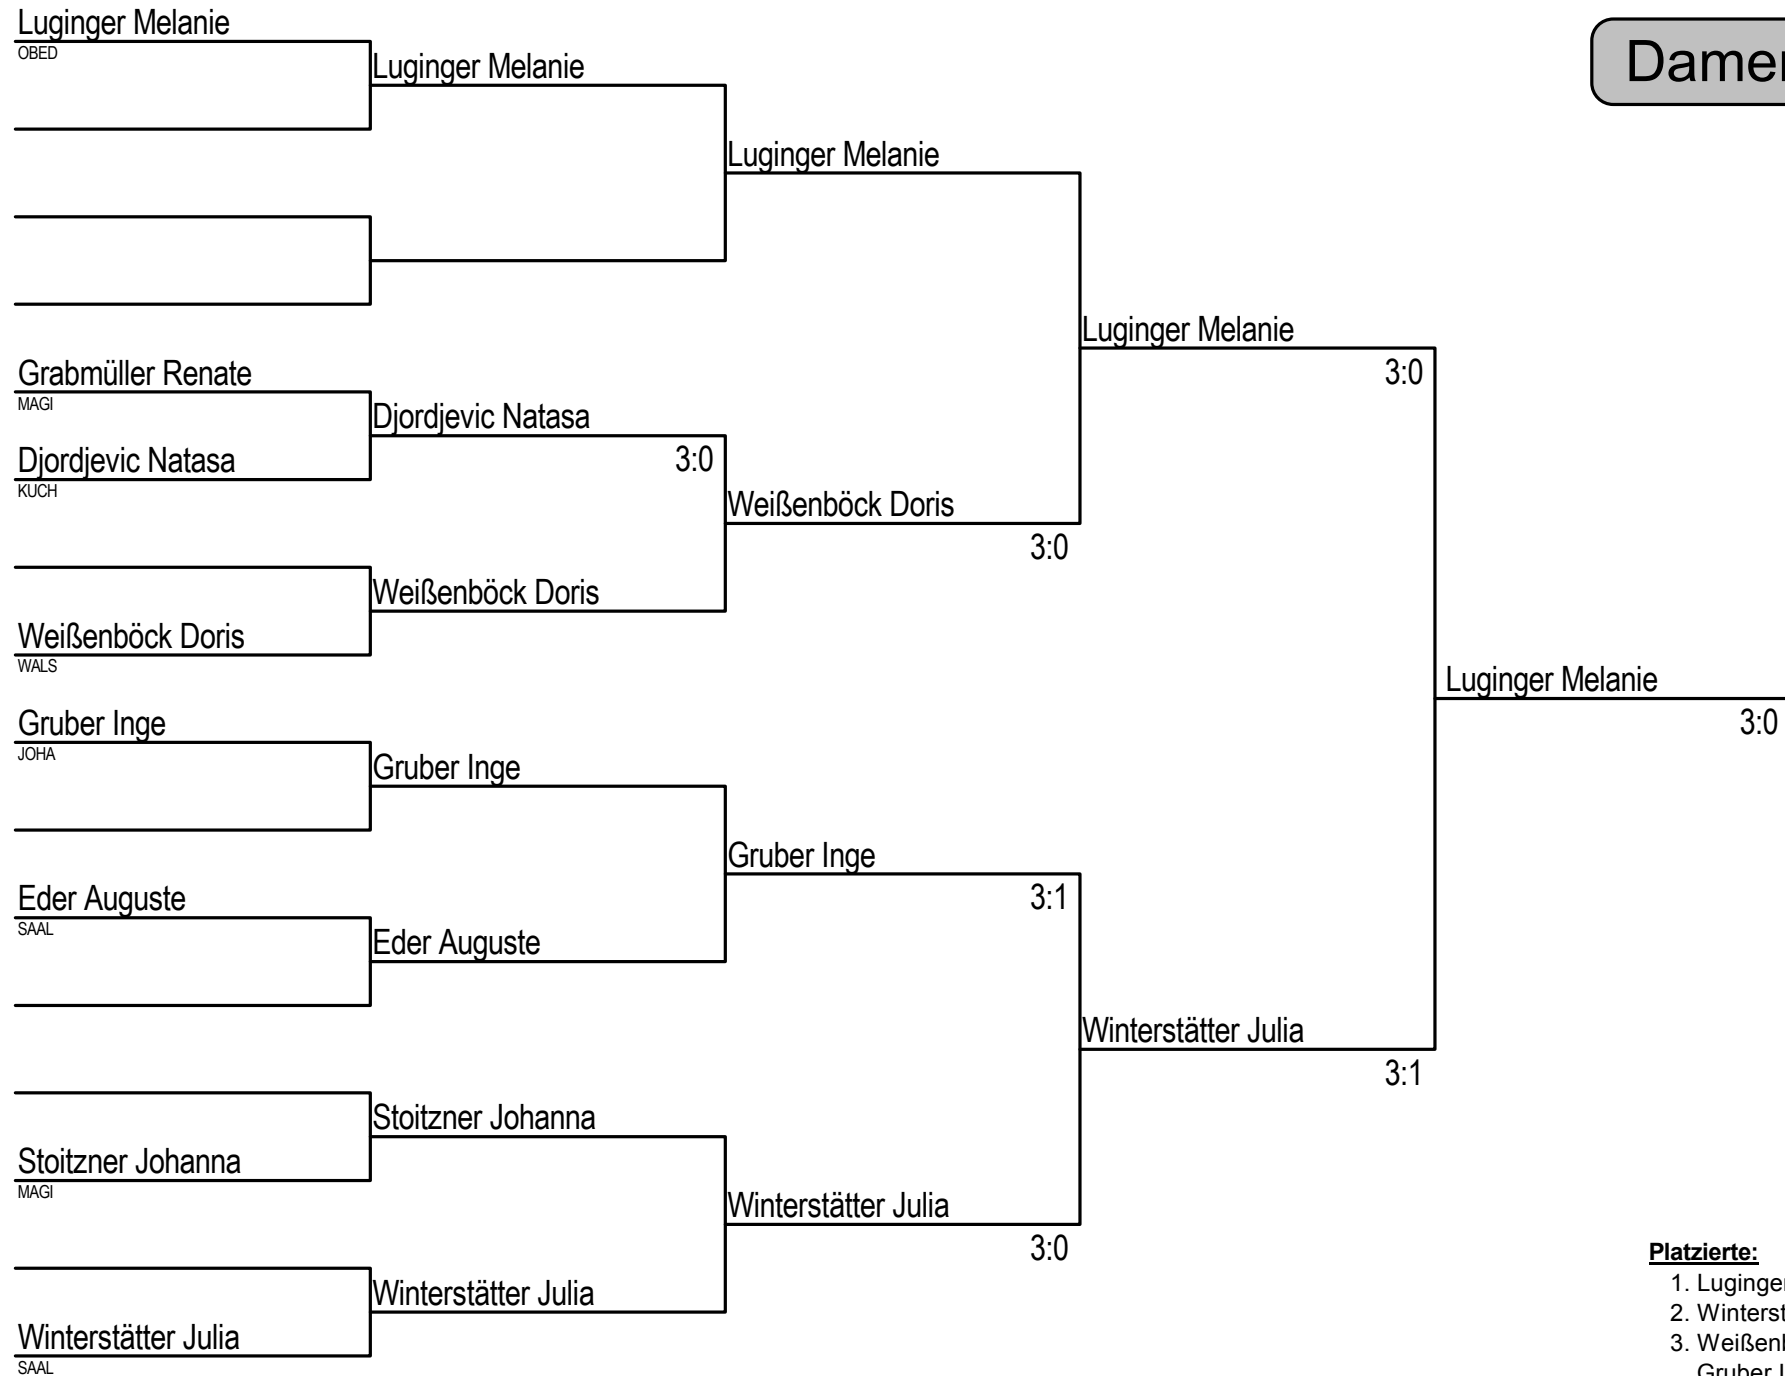 Luginger Melanie
OBED
Luginger Melanie
Luginger Melanie
Luginger Melanie
3:0
Grabmüller Renate
MAGI
Djordjevic Natasa
Djordjevic Natasa
KUCH
3:0
Weißenböck Doris
3:0
Weißenböck Doris
Weißenböck Doris
WALS
Luginger Melanie
3:0
Gruber Inge
JOHA
Gruber Inge
Gruber Inge
3:1
Eder Auguste
SAAL
Eder Auguste
Winterstätter Julia
3:1
Stoitzner Johanna
Stoitzner Johanna
MAGI
Winterstätter Julia
3:0
Winterstätter Julia
Winterstätter Julia
SAAL
Platzierte:
1. Luginger
2.
3.
Gruber